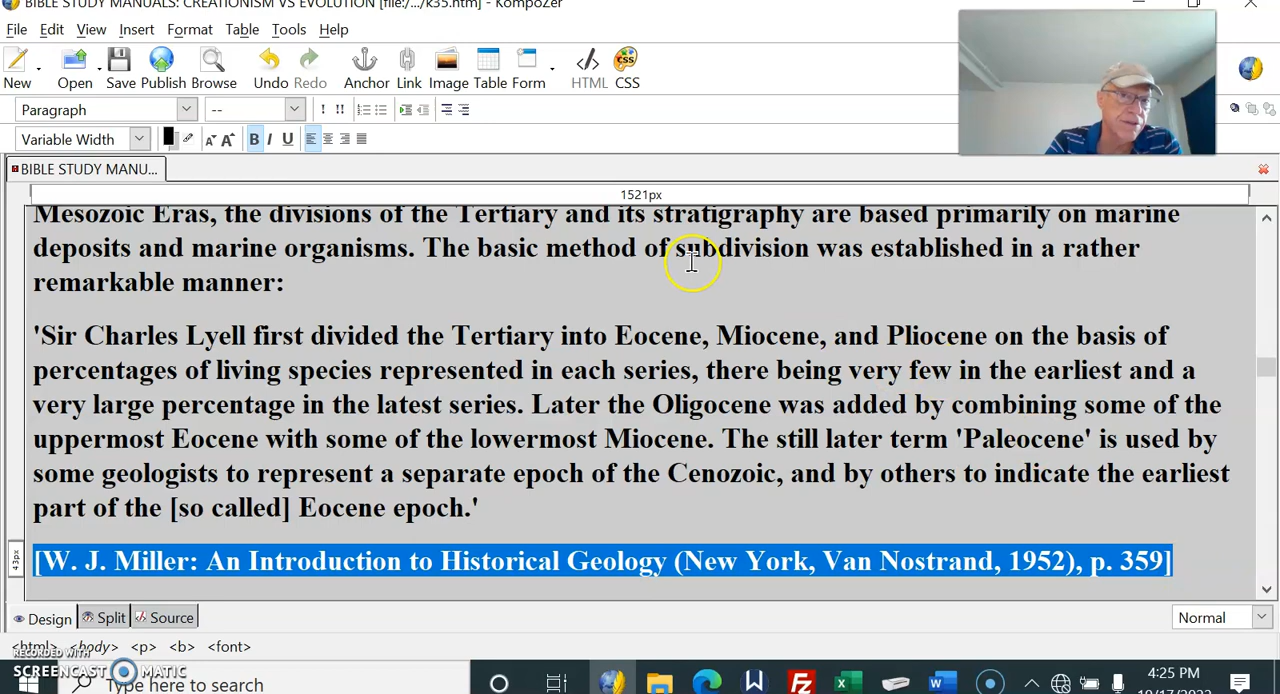 BIBLE STUDY MANUALS: CREATIONISM VS EVOLUTION [file:/.../k35.htm] - KompoZer
File Edit View Insert Format Table Tools Help
New Open Save Publish Browse Undo Redo Anchor Link Image Table Form HTML CSS
Paragraph --
Variable Width B I U
BIBLE STUDY MANU...
1521px
Mesozoic Eras, the divisions of the Tertiary and its stratigraphy are based primarily on marine
deposits and marine organisms. The basic method of subdivision was established in a rather
remarkable manner:
'Sir Charles Lyell first divided the Tertiary into Eocene, Miocene, and Pliocene on the basis of
percentages of living species represented in each series, there being very few in the earliest and a
very large percentage in the latest series. Later the Oligocene was added by combining some of the
uppermost Eocene with some of the lowermost Miocene. The still later term 'Paleocene' is used by
some geologists to represent a separate epoch of the Cenozoic, and by others to indicate the earliest
part of the [so called] Eocene epoch.'
[W. J. Miller: An Introduction to Historical Geology (New York, Van Nostrand, 1952), p. 359]
43px
Design Split Source Normal
<html> <body> <p> <b> <font>
RECORDED WITH
SCREENCAST MATIC
Type here to search
4:25 PM